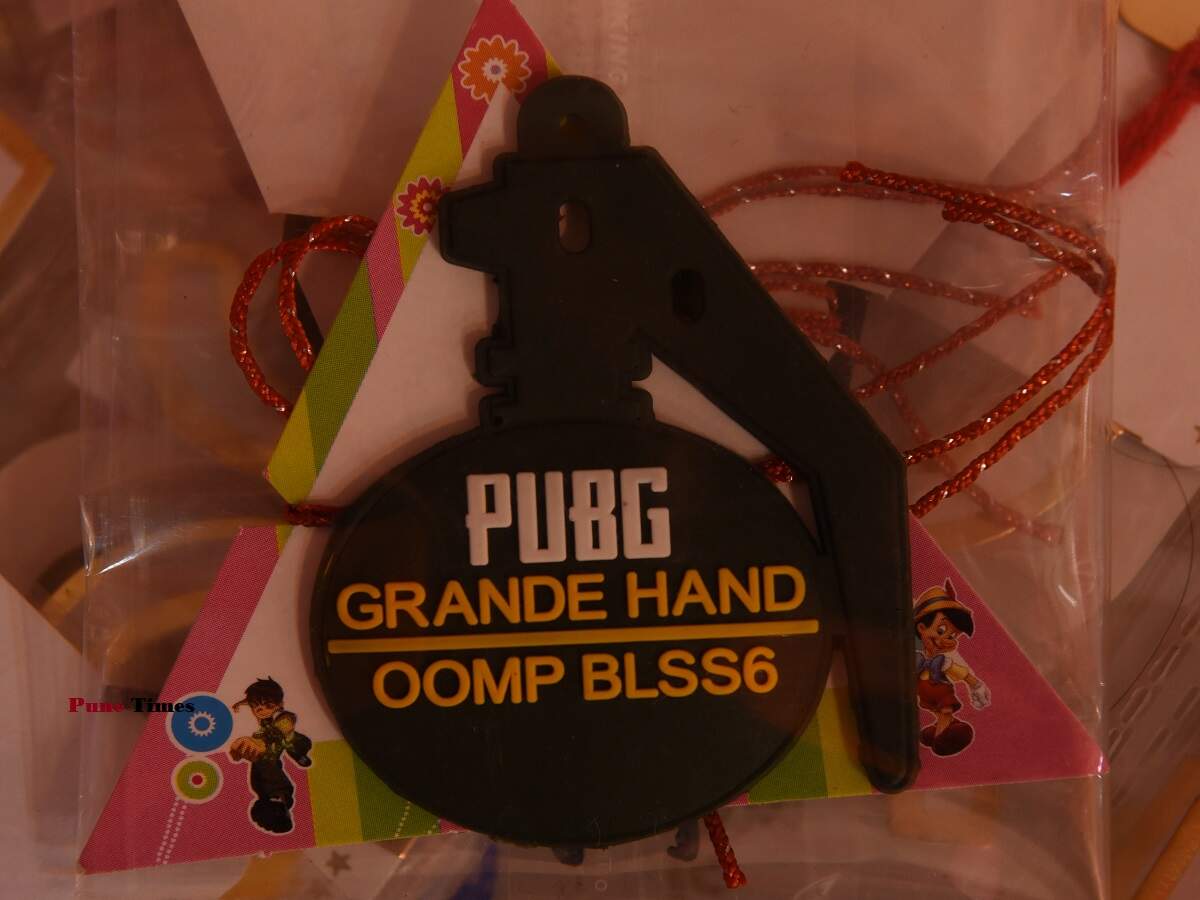 PUBG
GRANDE HAND
OOMP BLSS6
Pune Times